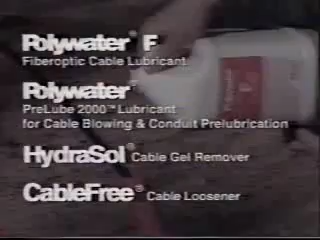 Polywater® F
Fiberoptic Cable Lubricant
Polywater®
PreLube 2000™ Lubricant
for Cable Blowing & Conduit Prelubrication
HydraSol® Cable Gel Remover
CableFree® Cable Loosener